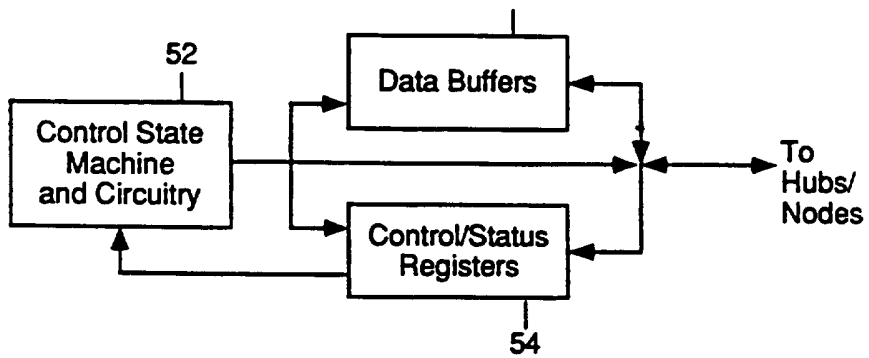 52
Data Buffers
Control State
Machine
and Circuitry
To
Hubs/
Nodes
Control/Status
Registers
54